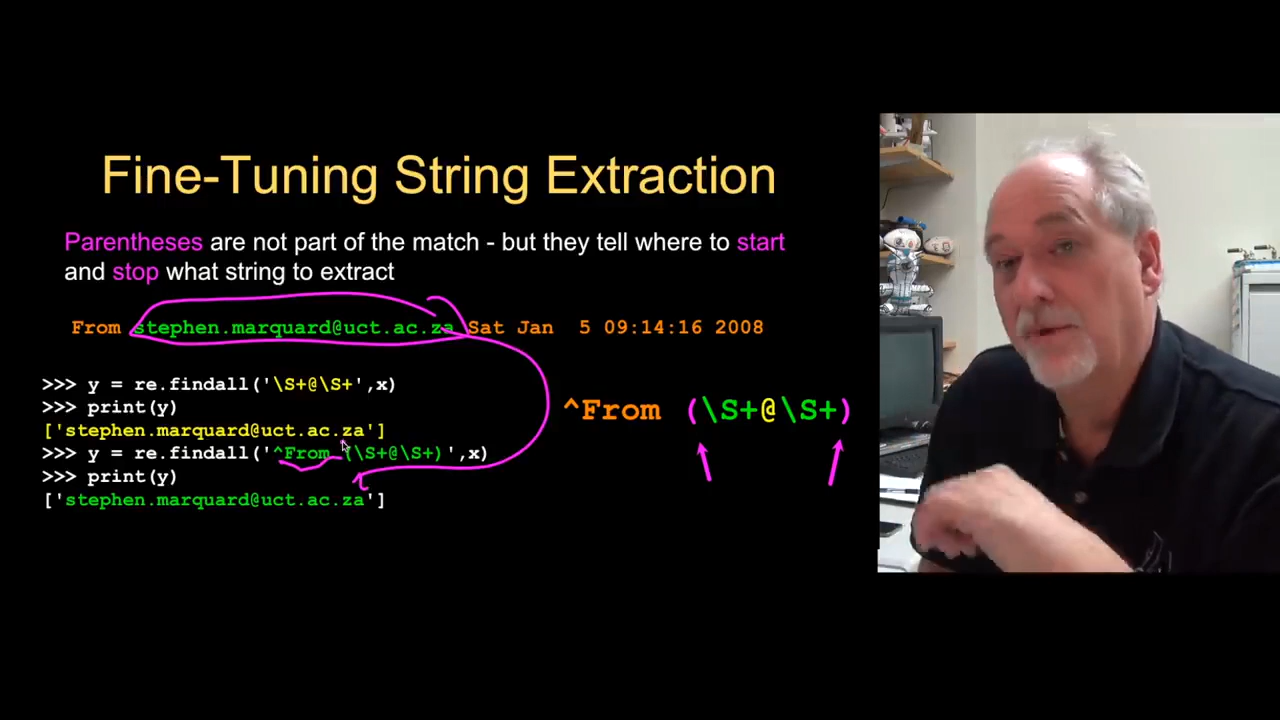 Fine-Tuning String Extraction
Parentheses are not part of the match - but they tell where to start
and stop what string to extract
From stephen.marquard@uct.ac.za Sat Jan  5 09:14:16 2008
>>> y = re.findall('\S+@\S+',x)
>>> print(y)
['stephen.marquard@uct.ac.za']
>>> y = re.findall('^From (\S+@\S+)',x)
>>> print(y)
['stephen.marquard@uct.ac.za']
^From (\S+@\S+)